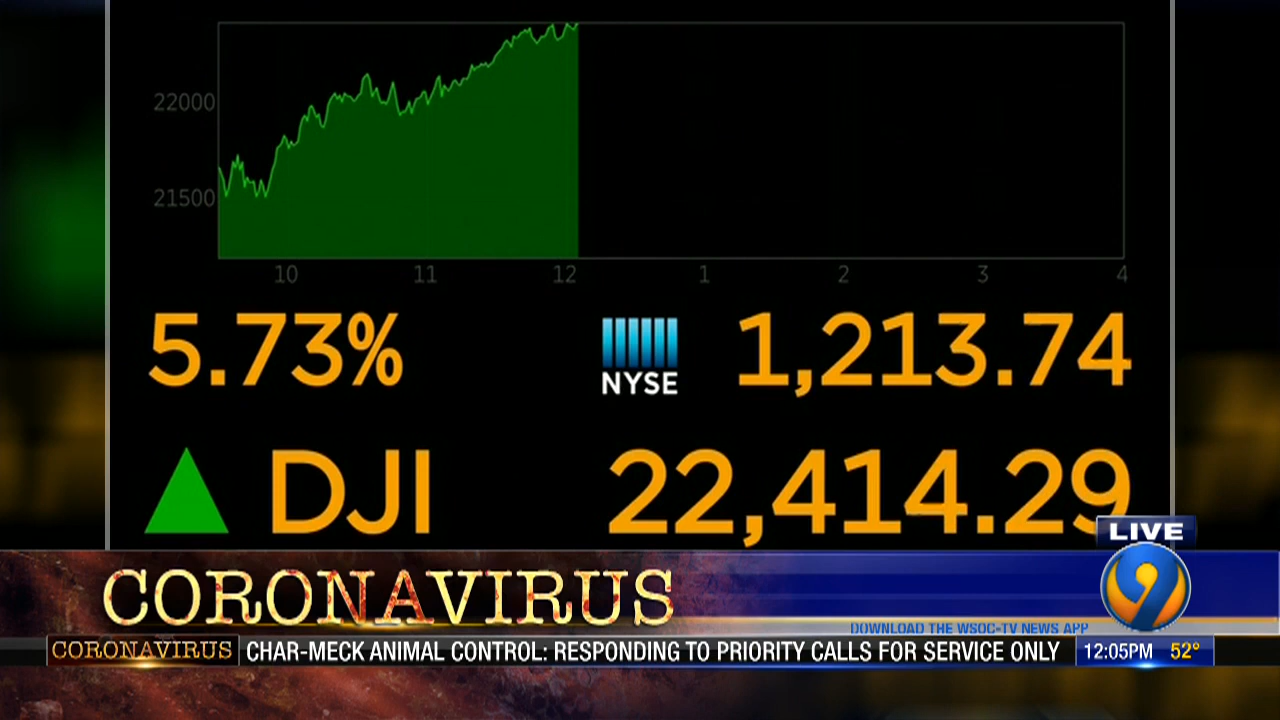 22000
21500
10 11 12 1 2 3 4
5.73% NYSE 1,213.74
DJI 22,414.29
LIVE
CORONAVIRUS
9
DOWNLOAD THE WSOC-TV NEWS APP
CORONAVIRUS CHAR-MECK ANIMAL CONTROL: RESPONDING TO PRIORITY CALLS FOR SERVICE ONLY 12:05PM 52°